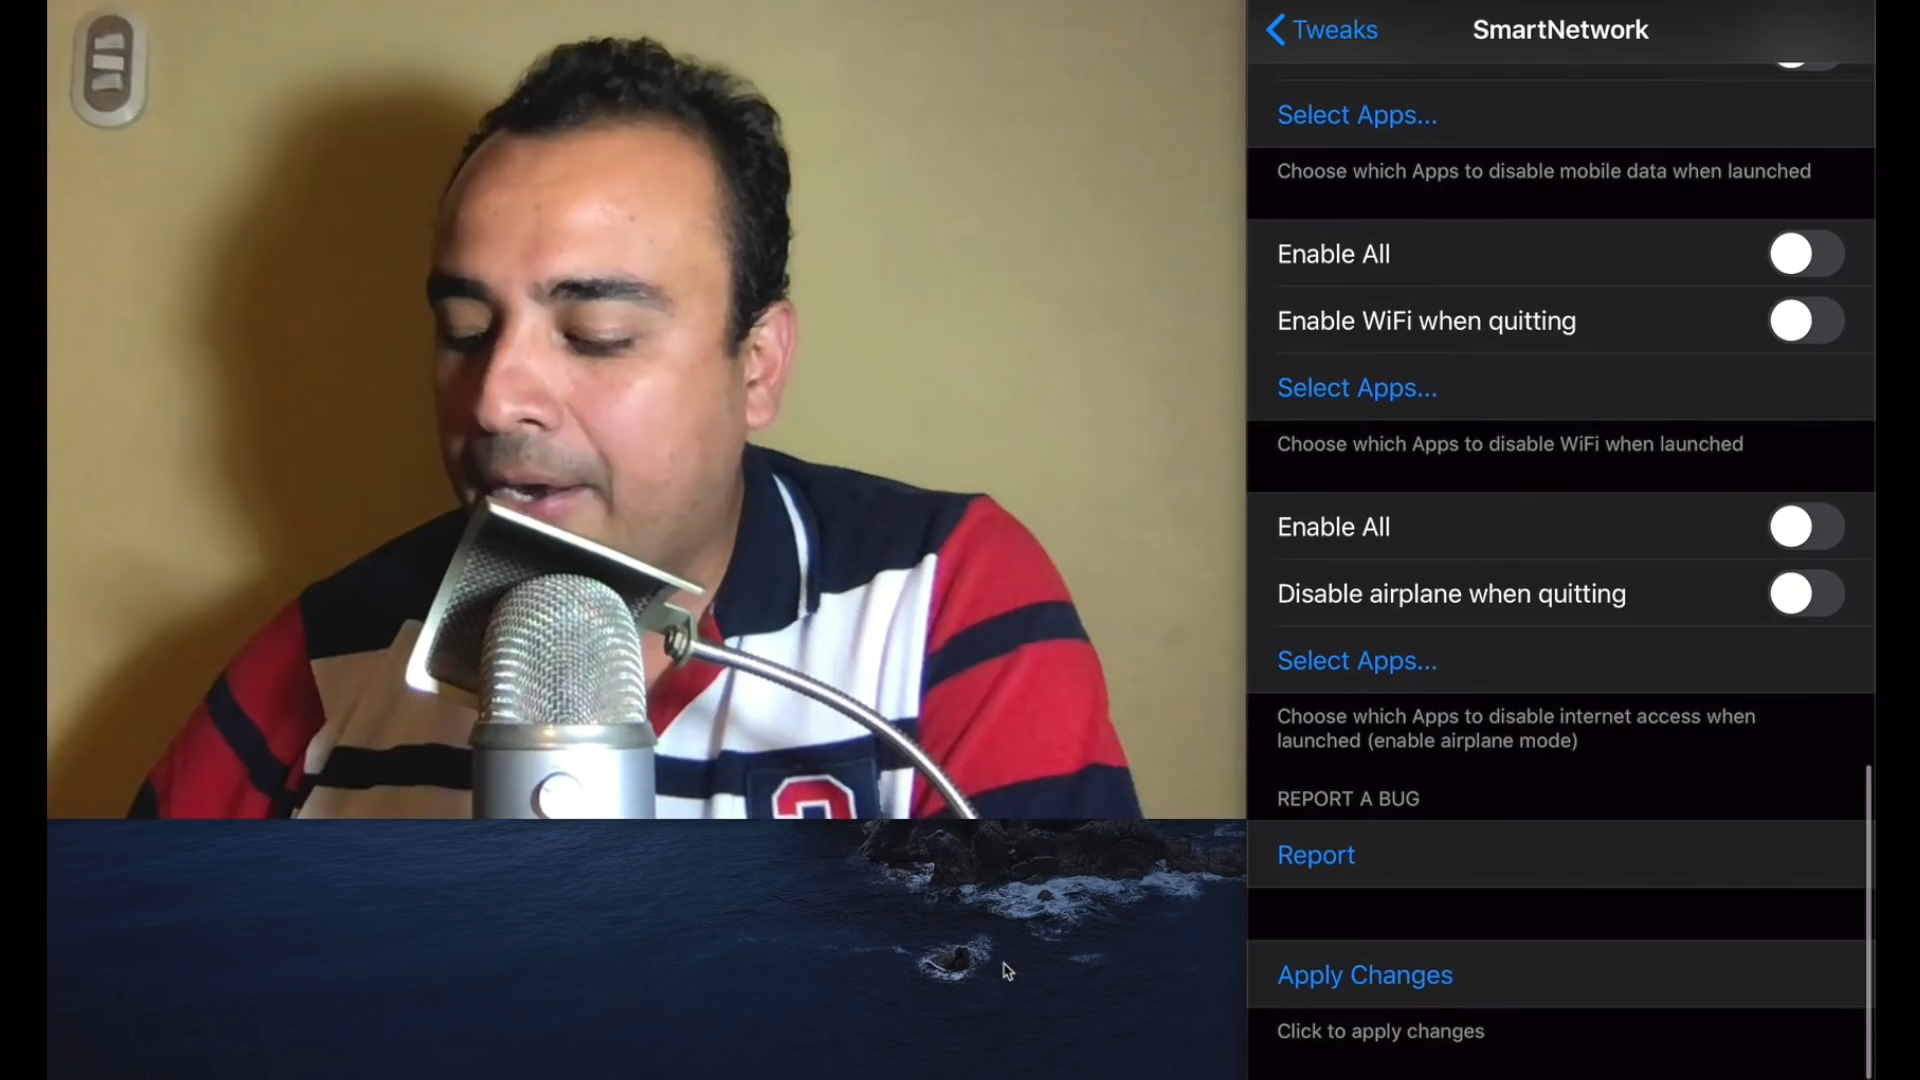 Tweaks
SmartNetwork
Select Apps...
Choose which Apps to disable mobile data when launched
Enable All
Enable WiFi when quitting
Select Apps...
Choose which Apps to disable WiFi when launched
Enable All
Disable airplane when quitting
Select Apps...
Choose which Apps to disable internet access when
launched (enable airplane mode)
REPORT A BUG
Report
Apply Changes
Click to apply changes